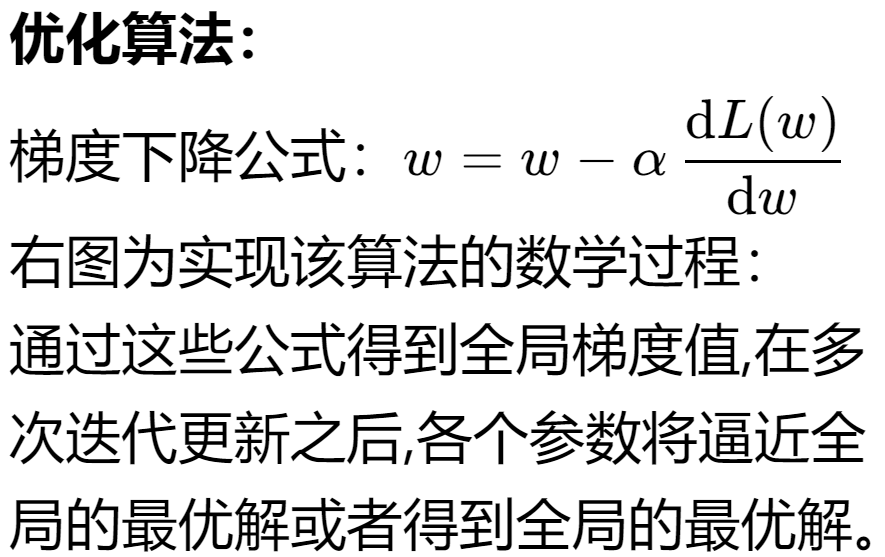 优化算法：
梯度下降公式：w = w − α dL(w)/dw
右图为实现该算法的数学过程：
通过这些公式得到全局梯度值,在多
次迭代更新之后,各个参数将逼近全
局的最优解或者得到全局的最优解。